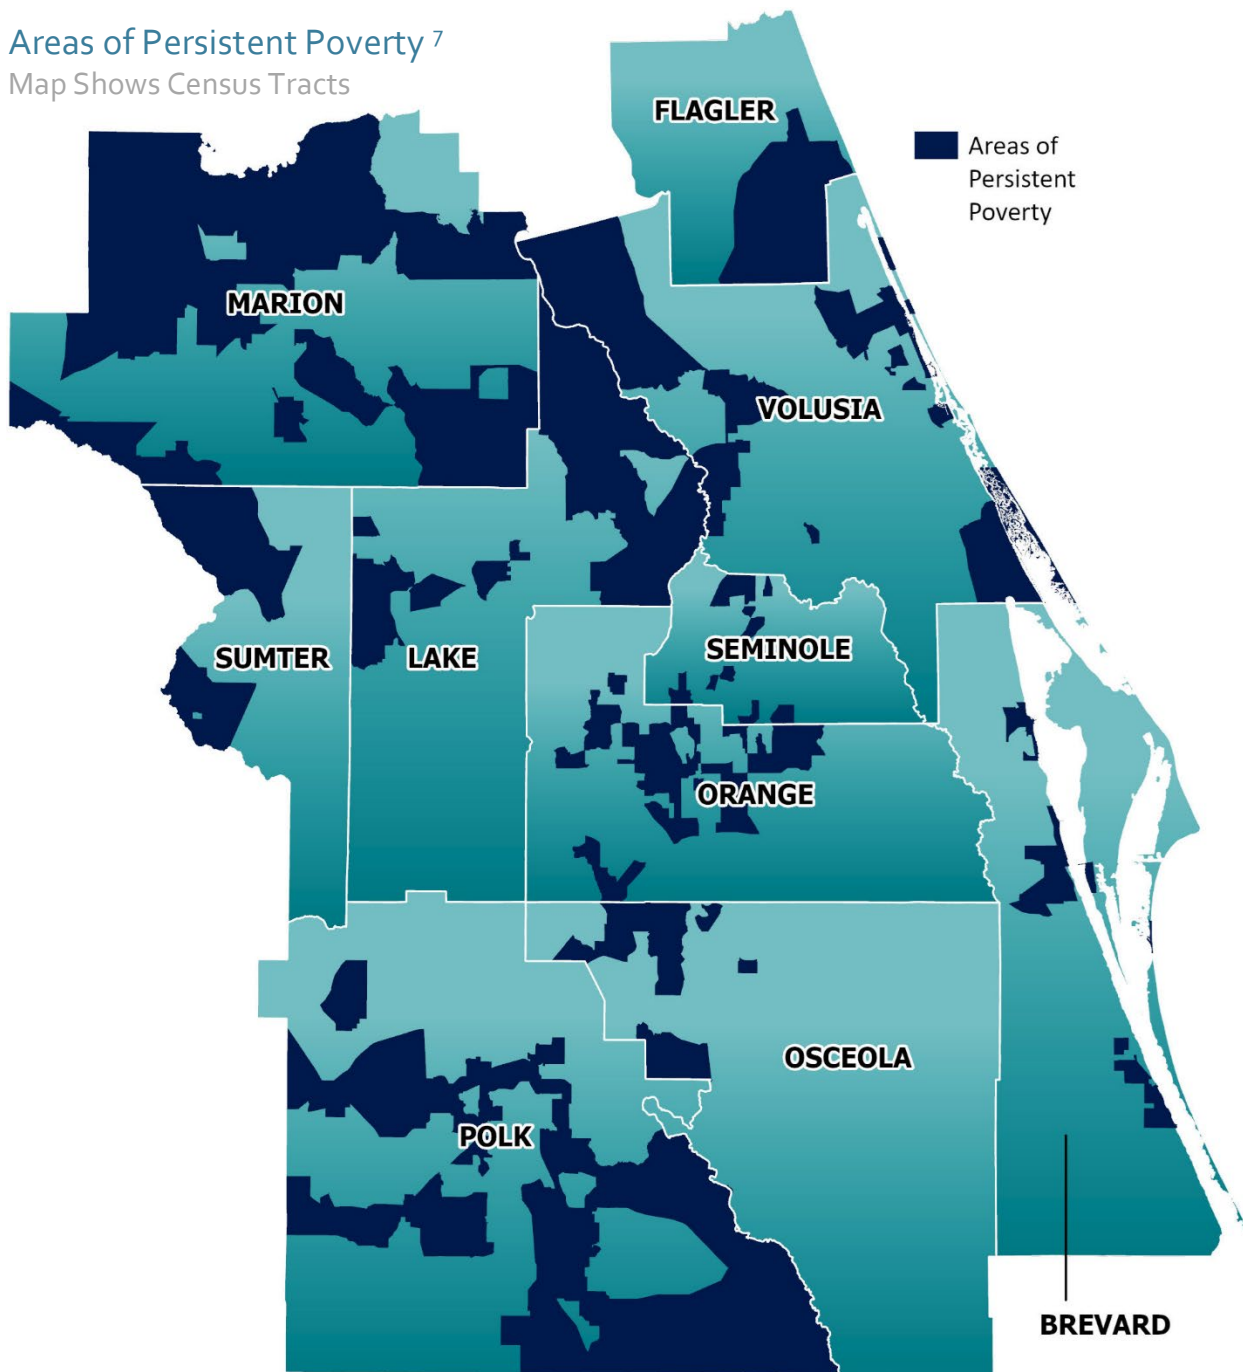 Areas of Persistent Poverty 7
Map Shows Census Tracts
FLAGLER
Areas of
Persistent
Poverty
MARION
VOLUSIA
SUMTER
LAKE
SEMINOLE
ORANGE
OSCEOLA
POLK
BREVARD